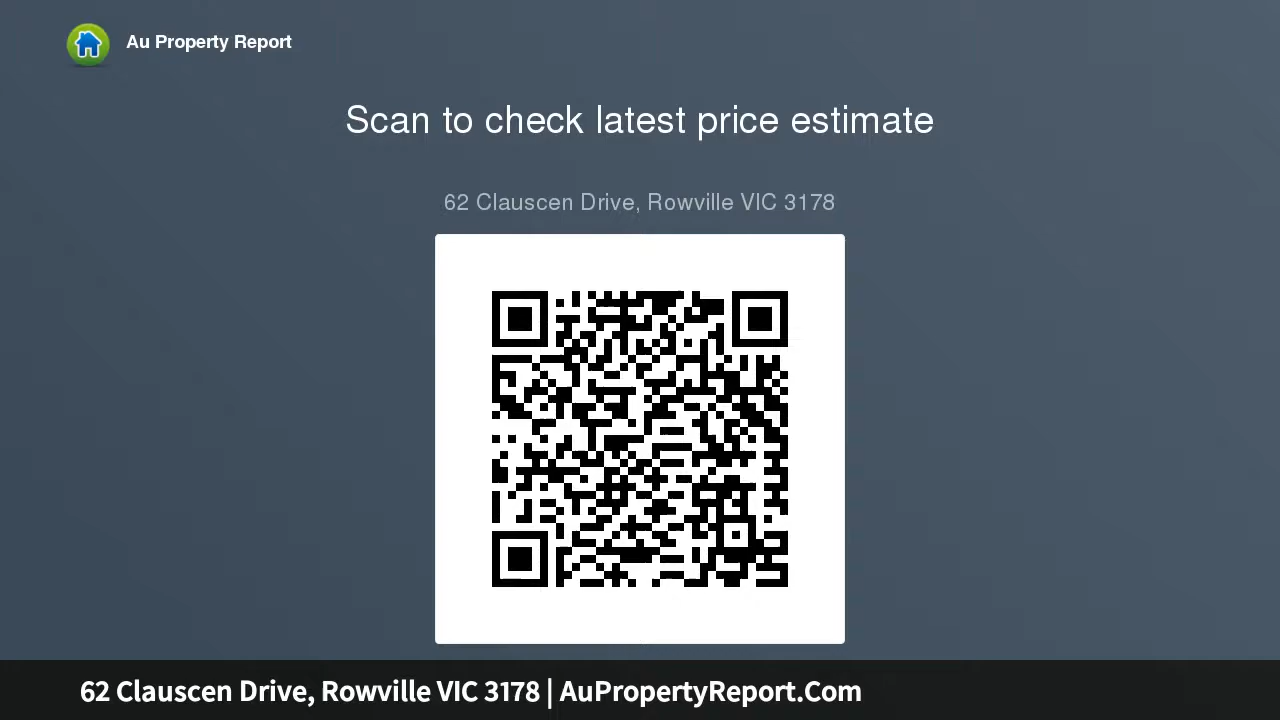 Au Property Report
Scan to check latest price estimate
62 Clauscen Drive, Rowville VIC 3178
62 Clauscen Drive, Rowville VIC 3178 | AuPropertyReport.Com